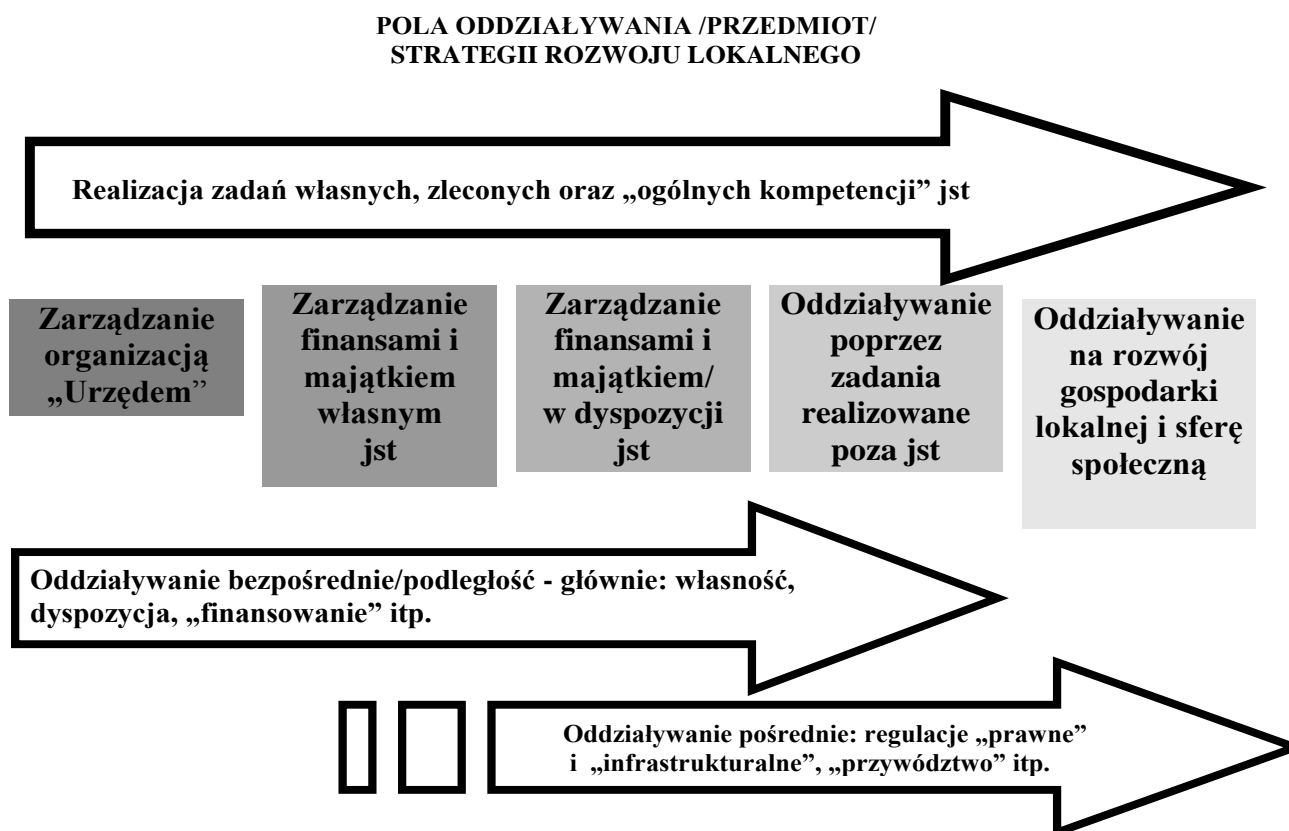 POLA ODDZIAŁYWANIA /PRZEDMIOT/
STRATEGII ROZWOJU LOKALNEGO
Realizacja zadań własnych, zleconych oraz „ogólnych kompetencji” jst
Zarządzanie
organizacją
„Urzędem”
Zarządzanie
finansami i
majątkiem
własnym
jst
Zarządzanie
finansami i
majątkiem/
w dyspozycji
jst
Oddziaływanie
poprzez
zadania
realizowane
poza jst
Oddziaływanie
na rozwój
gospodarki
lokalnej i sferę
społeczną
Oddziaływanie bezpośrednie/podległość - głównie: własność,
dyspozycja, „finansowanie” itp.
Oddziaływanie pośrednie: regulacje „prawne”
i „infrastrukturalne”, „przywództwo” itp.